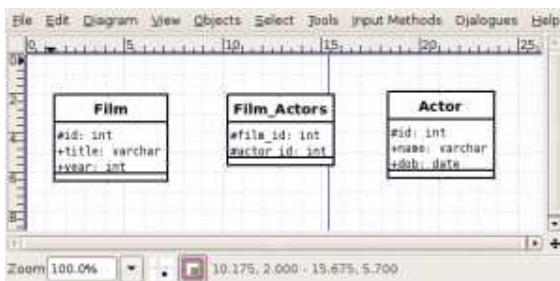 File Edit Diagram View Objects Select Tools Input Methods Dialogues Help
0 5 10 15 20 25
Film
#id: int
+title: varchar
+year: int
Film_Actors
#film_id: int
#actor_id: int
Actor
#id: int
+name: varchar
+dob: date
Zoom 100.0% 10.175, 2.000 - 15.675, 5.700